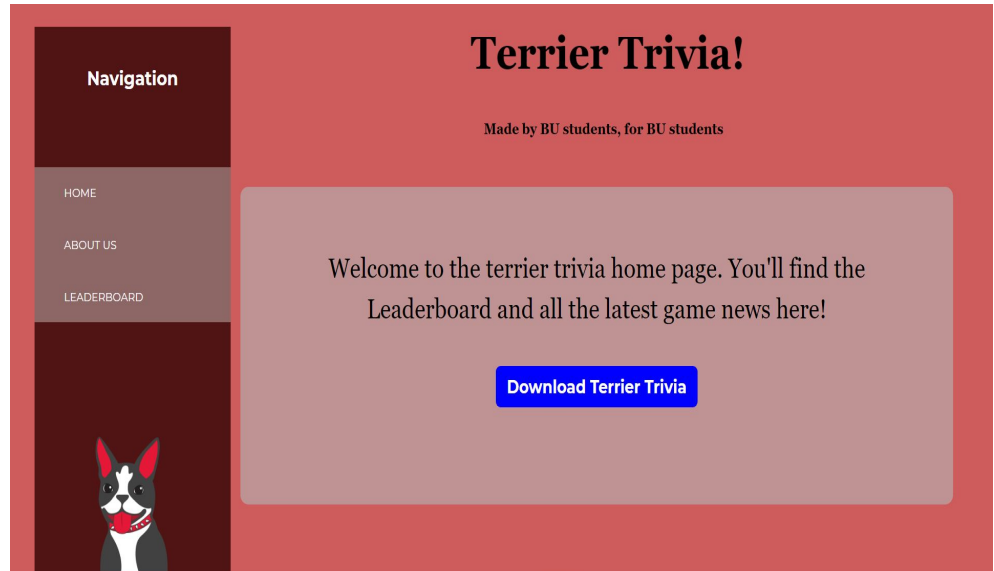 Navigation
HOME
ABOUT US
LEADERBOARD
Terrier Trivia!
Made by BU students, for BU students
Welcome to the terrier trivia home page. You'll find the
Leaderboard and all the latest game news here!
Download Terrier Trivia